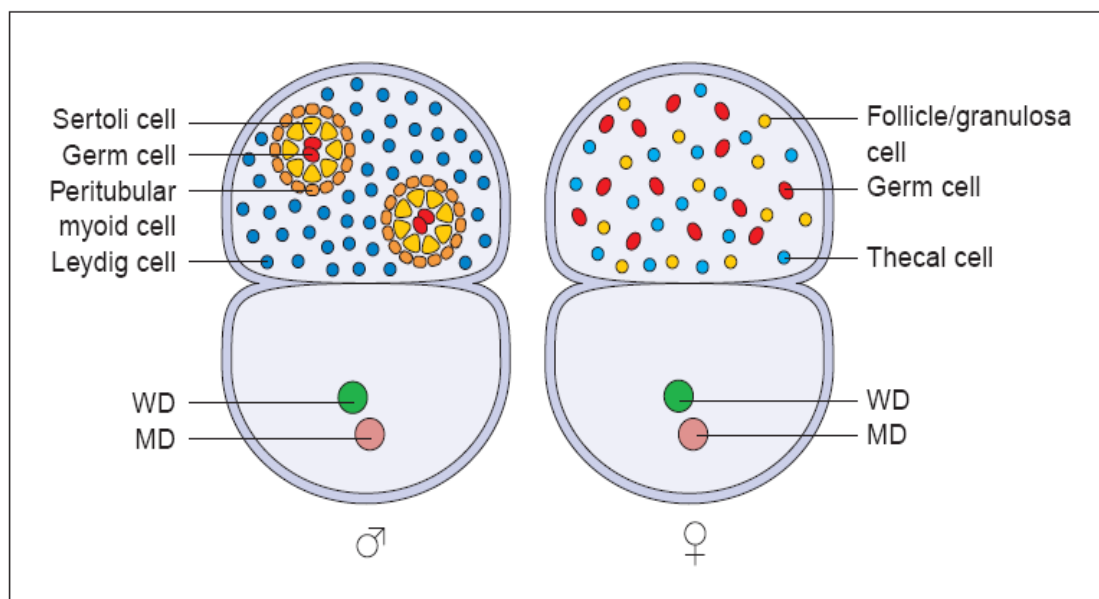 Sertoli cell
Germ cell
Peritubular
myoid cell
Leydig cell
WD
MD
♂
Follicle/granulosa
cell
Germ cell
Thecal cell
WD
MD
♀